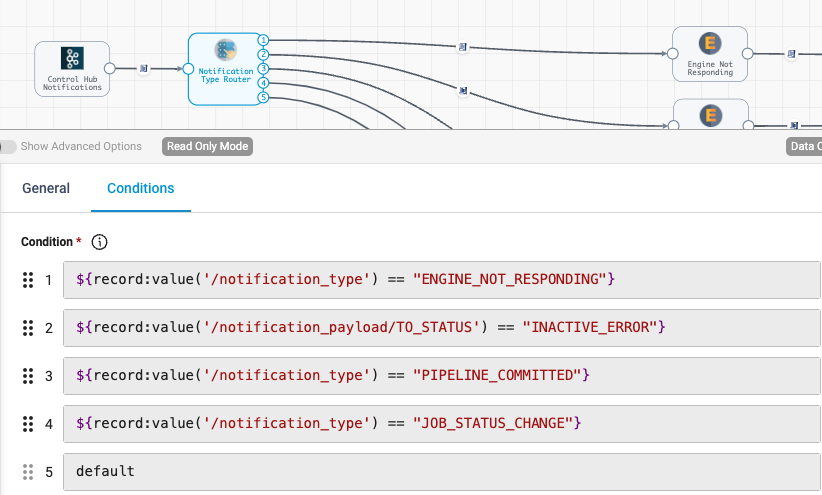 1
2
3
4
5
Control Hub
Notifications
Notification
Type Router
Engine Not
Responding
Show Advanced Options
Read Only Mode
Data C
General
Conditions
Condition *
1 ${record:value('/notification_type') == "ENGINE_NOT_RESPONDING"}
2 ${record:value('/notification_payload/TO_STATUS') == "INACTIVE_ERROR"}
3 ${record:value('/notification_type') == "PIPELINE_COMMITTED"}
4 ${record:value('/notification_type') == "JOB_STATUS_CHANGE"}
5 default